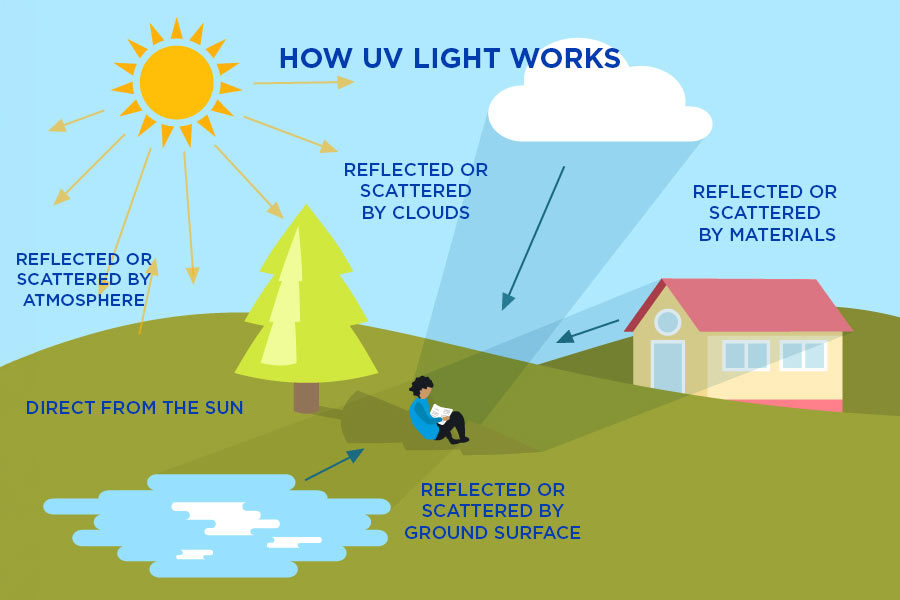 HOW UV LIGHT WORKS
REFLECTED OR
SCATTERED
BY CLOUDS
REFLECTED OR
SCATTERED
BY MATERIALS
REFLECTED OR
SCATTERED BY
ATMOSPHERE
DIRECT FROM THE SUN
REFLECTED OR
SCATTERED BY
GROUND SURFACE